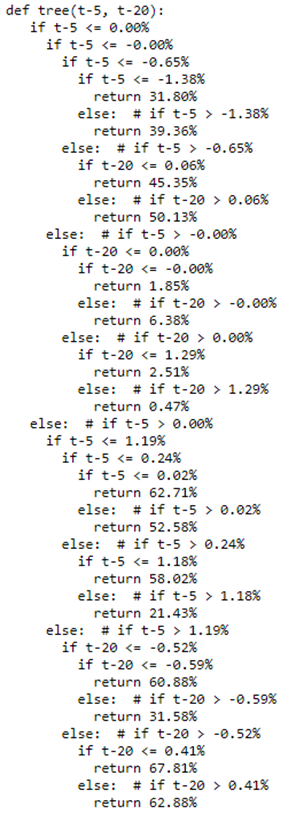 def tree(t-5, t-20):
   if t-5 <= 0.00%
     if t-5 <= -0.00%
       if t-5 <= -0.65%
         if t-5 <= -1.38%
           return 31.80%
         else:  # if t-5 > -1.38%
           return 39.36%
       else:  # if t-5 > -0.65%
         if t-20 <= 0.06%
           return 45.35%
         else:  # if t-20 > 0.06%
           return 50.13%
     else:  # if t-5 > -0.00%
       if t-20 <= 0.00%
         if t-20 <= -0.00%
           return 1.85%
         else:  # if t-20 > -0.00%
           return 6.38%
       else:  # if t-20 > 0.00%
         if t-20 <= 1.29%
           return 2.51%
         else:  # if t-20 > 1.29%
           return 0.47%
   else:  # if t-5 > 0.00%
     if t-5 <= 1.19%
       if t-5 <= 0.24%
         if t-5 <= 0.02%
           return 62.71%
         else:  # if t-5 > 0.02%
           return 52.58%
       else:  # if t-5 > 0.24%
         if t-5 <= 1.18%
           return 58.02%
         else:  # if t-5 > 1.18%
           return 21.43%
     else:  # if t-5 > 1.19%
       if t-20 <= -0.52%
         if t-20 <= -0.59%
           return 60.88%
         else:  # if t-20 > -0.59%
           return 31.58%
       else:  # if t-20 > -0.52%
         if t-20 <= 0.41%
           return 67.81%
         else:  # if t-20 > 0.41%
           return 62.88%